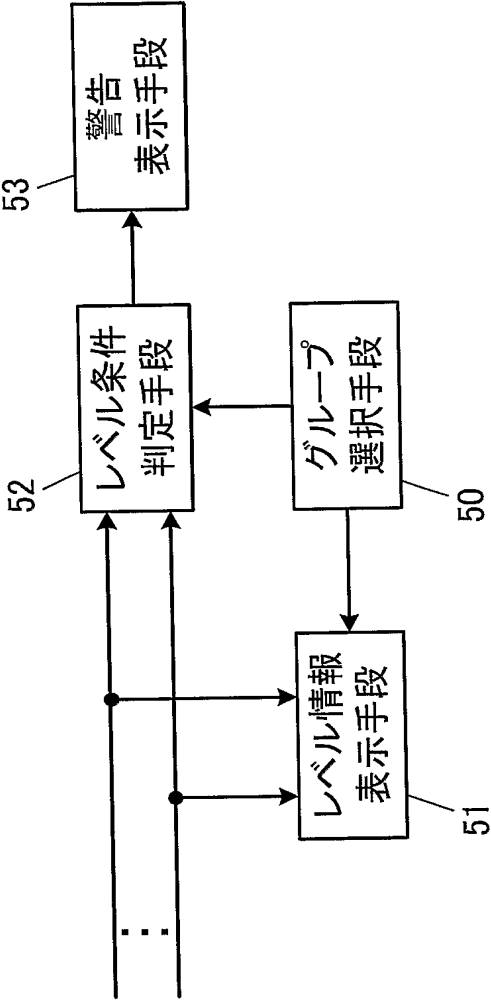 53
警告
表示手段
52
レベル条件
判定手段
グループ
選択手段
50
レベル情報
表示手段
51